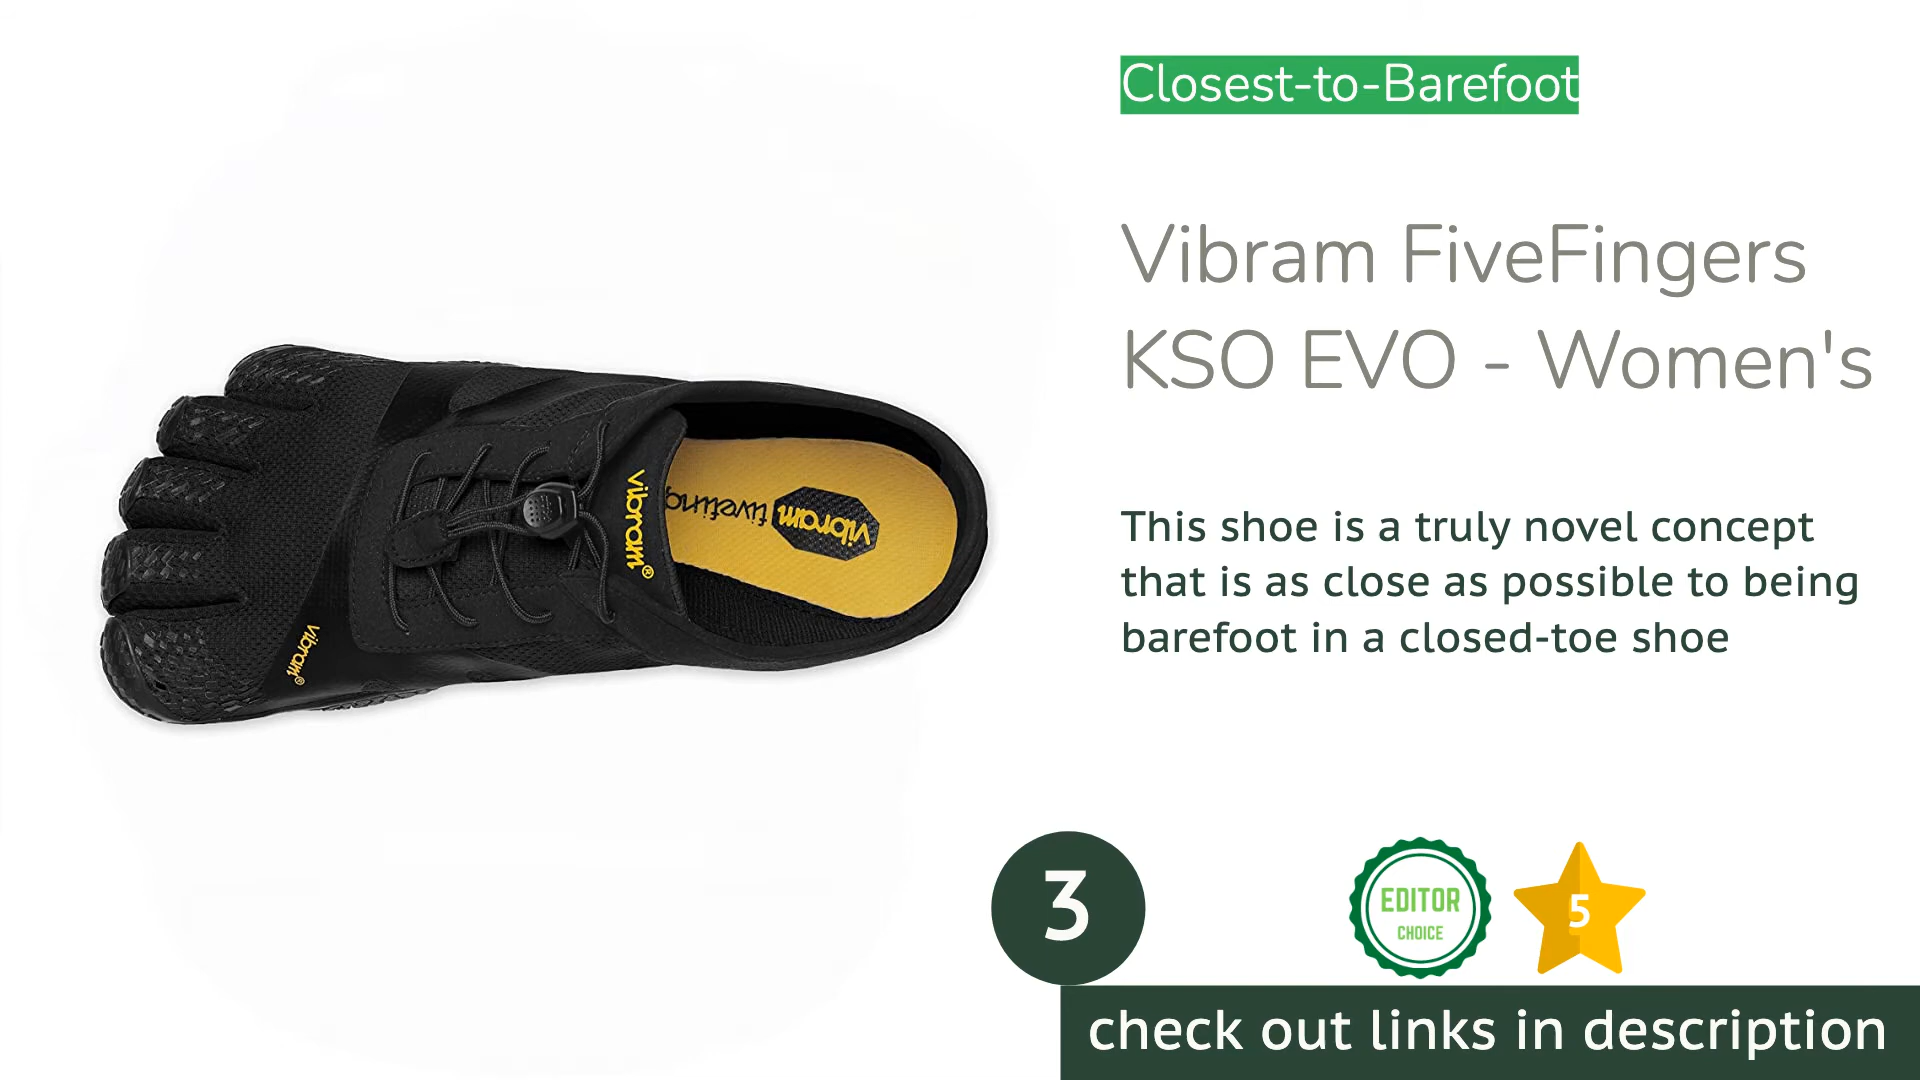 Closest-to-Barefoot
Vibram FiveFingers
KSO EVO - Women's
This shoe is a truly novel concept
that is as close as possible to being
barefoot in a closed-toe shoe
vibram®
fivefing
vibram
vibram®
3
EDITOR
CHOICE
5
check out links in description